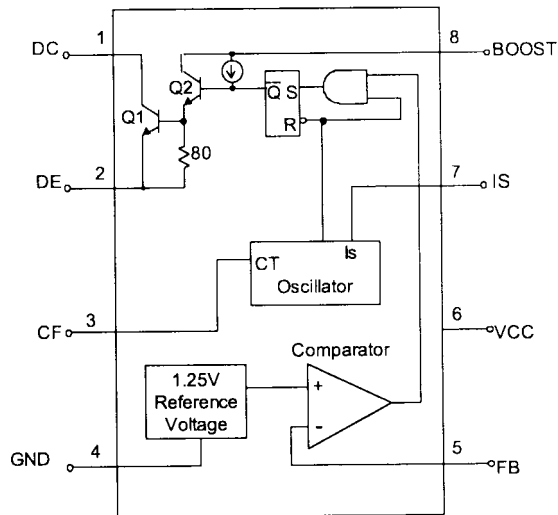 DC
1
8
BOOST
Q2
Q1
Q
S
R
80
DE
2
7
IS
CT
Is
Oscillator
CF
3
6
VCC
Comparator
1.25V
Reference
Voltage
+
-
GND
4
5
FB